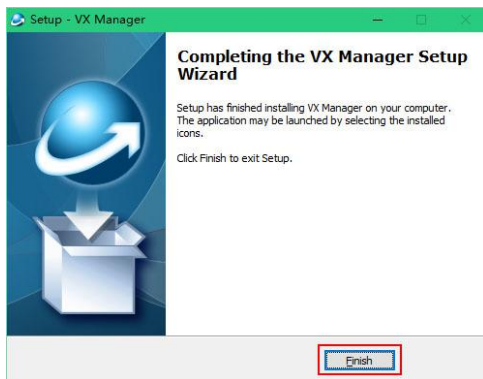 Setup - VX Manager
Completing the VX Manager Setup
Wizard
Setup has finished installing VX Manager on your computer.
The application may be launched by selecting the installed
icons.
Click Finish to exit Setup.
Finish